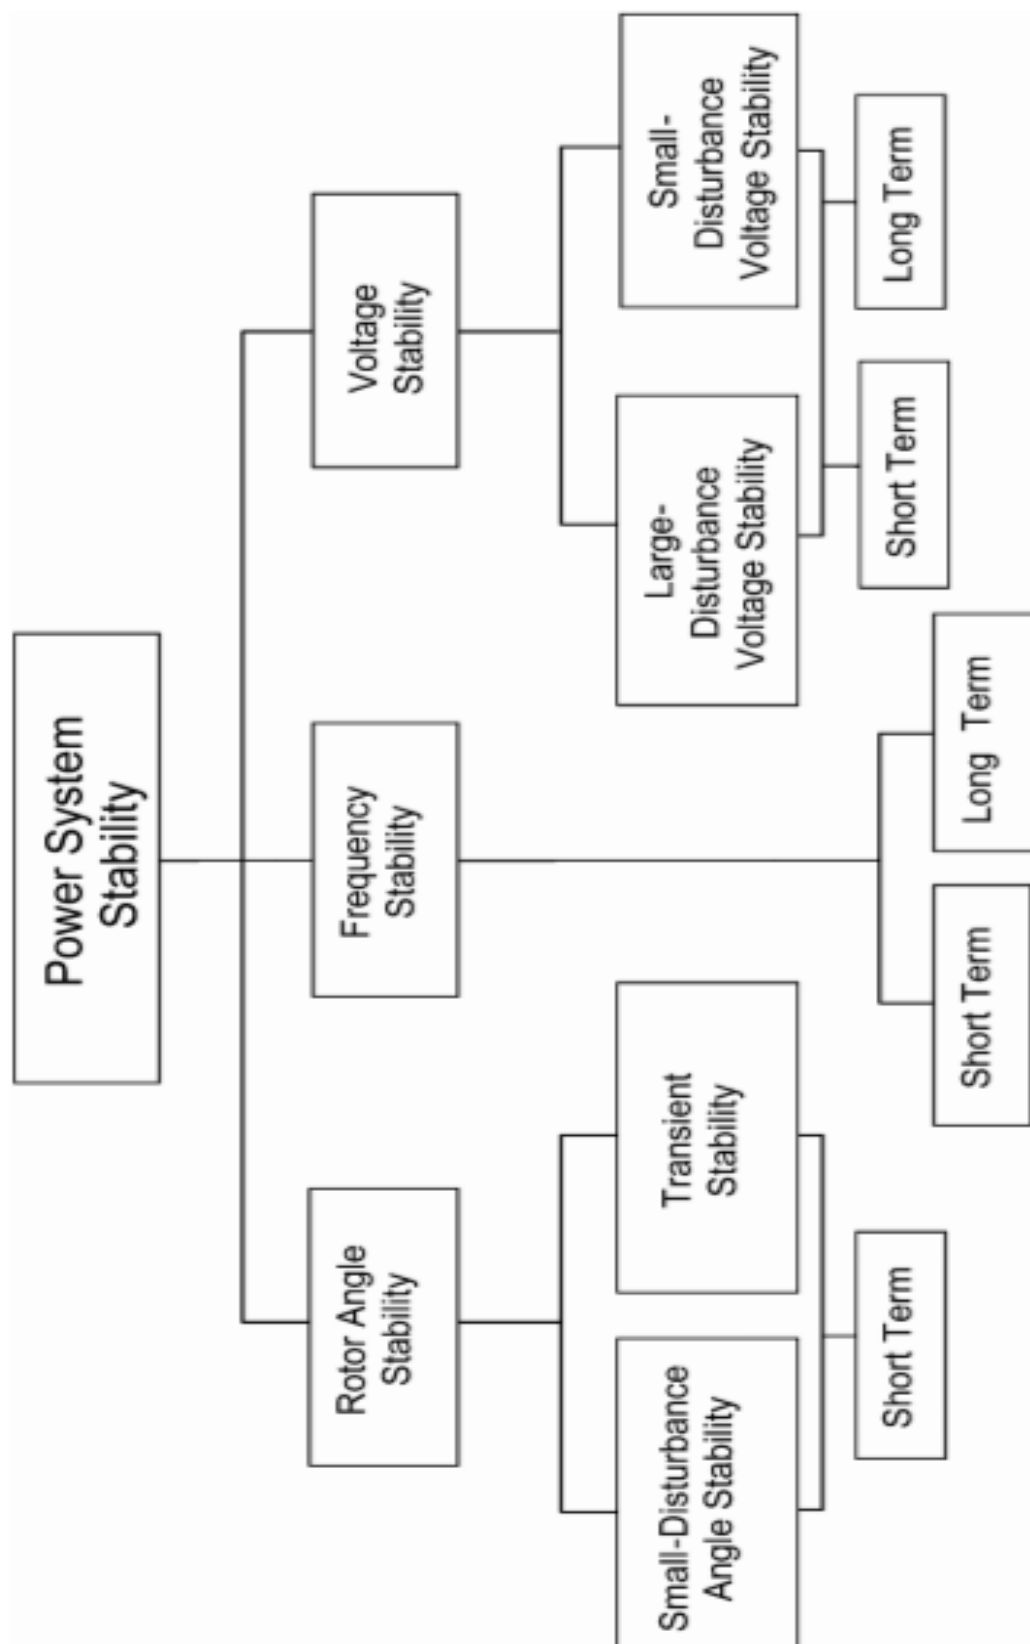 Power System
Stability
Rotor Angle
Stability
Frequency
Stability
Voltage
Stability
Small-Disturbance
Angle Stability
Transient
Stability
Large-
Disturbance
Voltage Stability
Small-
Disturbance
Voltage Stability
Short Term
Short Term
Long Term
Short Term
Long Term